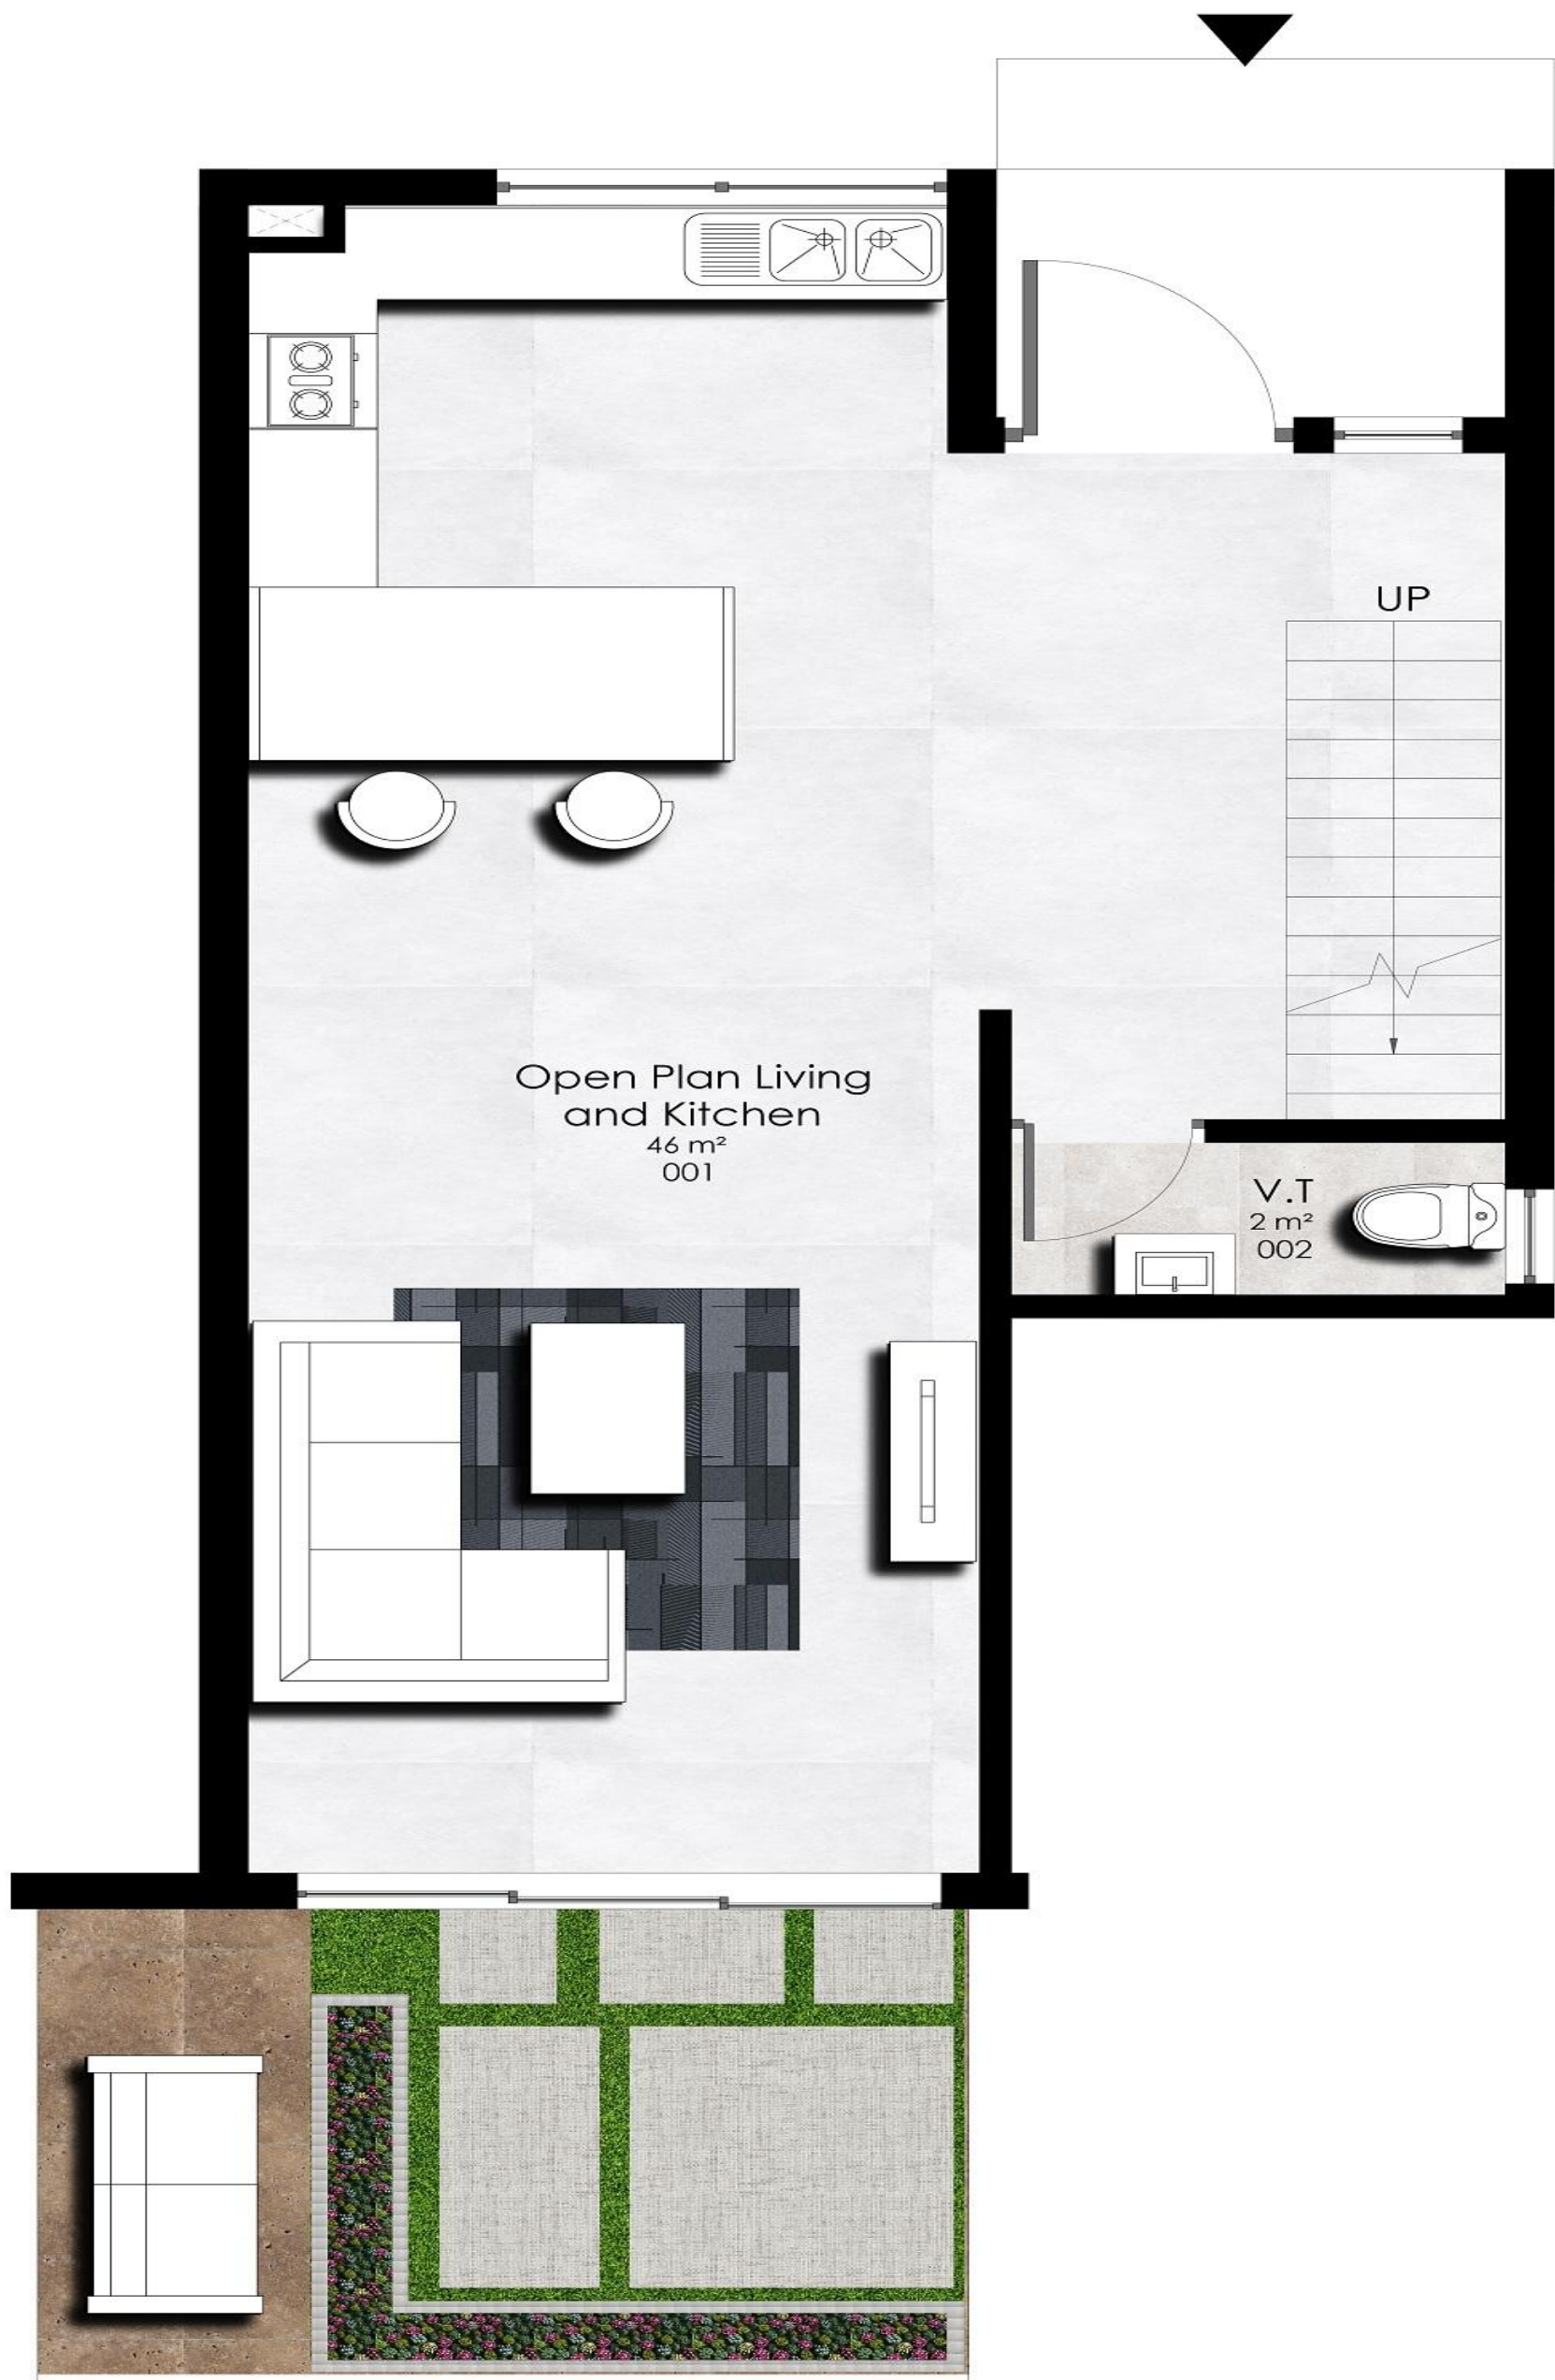 UP
Open Plan Living
and Kitchen
46 m²
001
V.T
2 m²
002